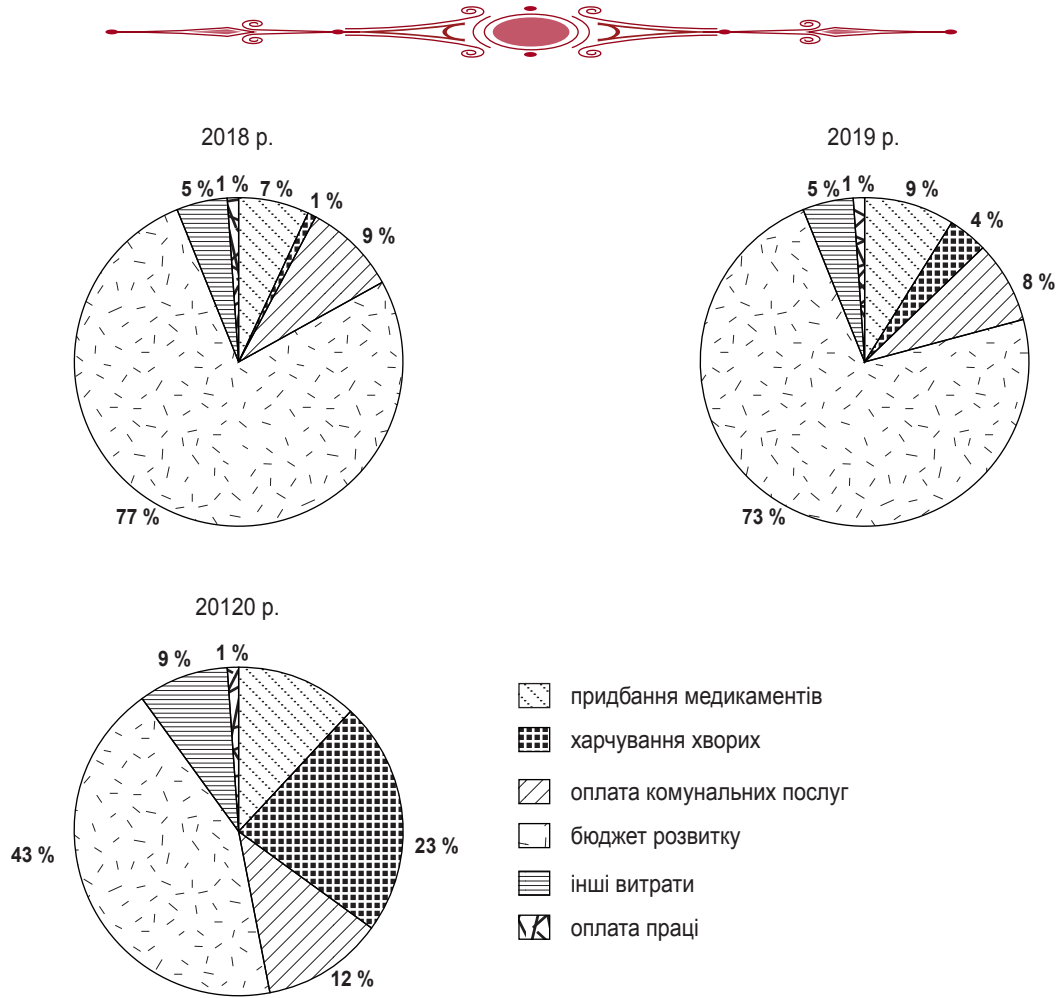 2018 р.
5 %
1 %
7 %
1 %
9 %
77 %
2019 р.
5 %
1 %
9 %
4 %
8 %
73 %
20120 р.
9 %
1 %
23 %
12 %
43 %
придбання медикаментів
харчування хворих
оплата комунальних послуг
бюджет розвитку
інші витрати
оплата праці